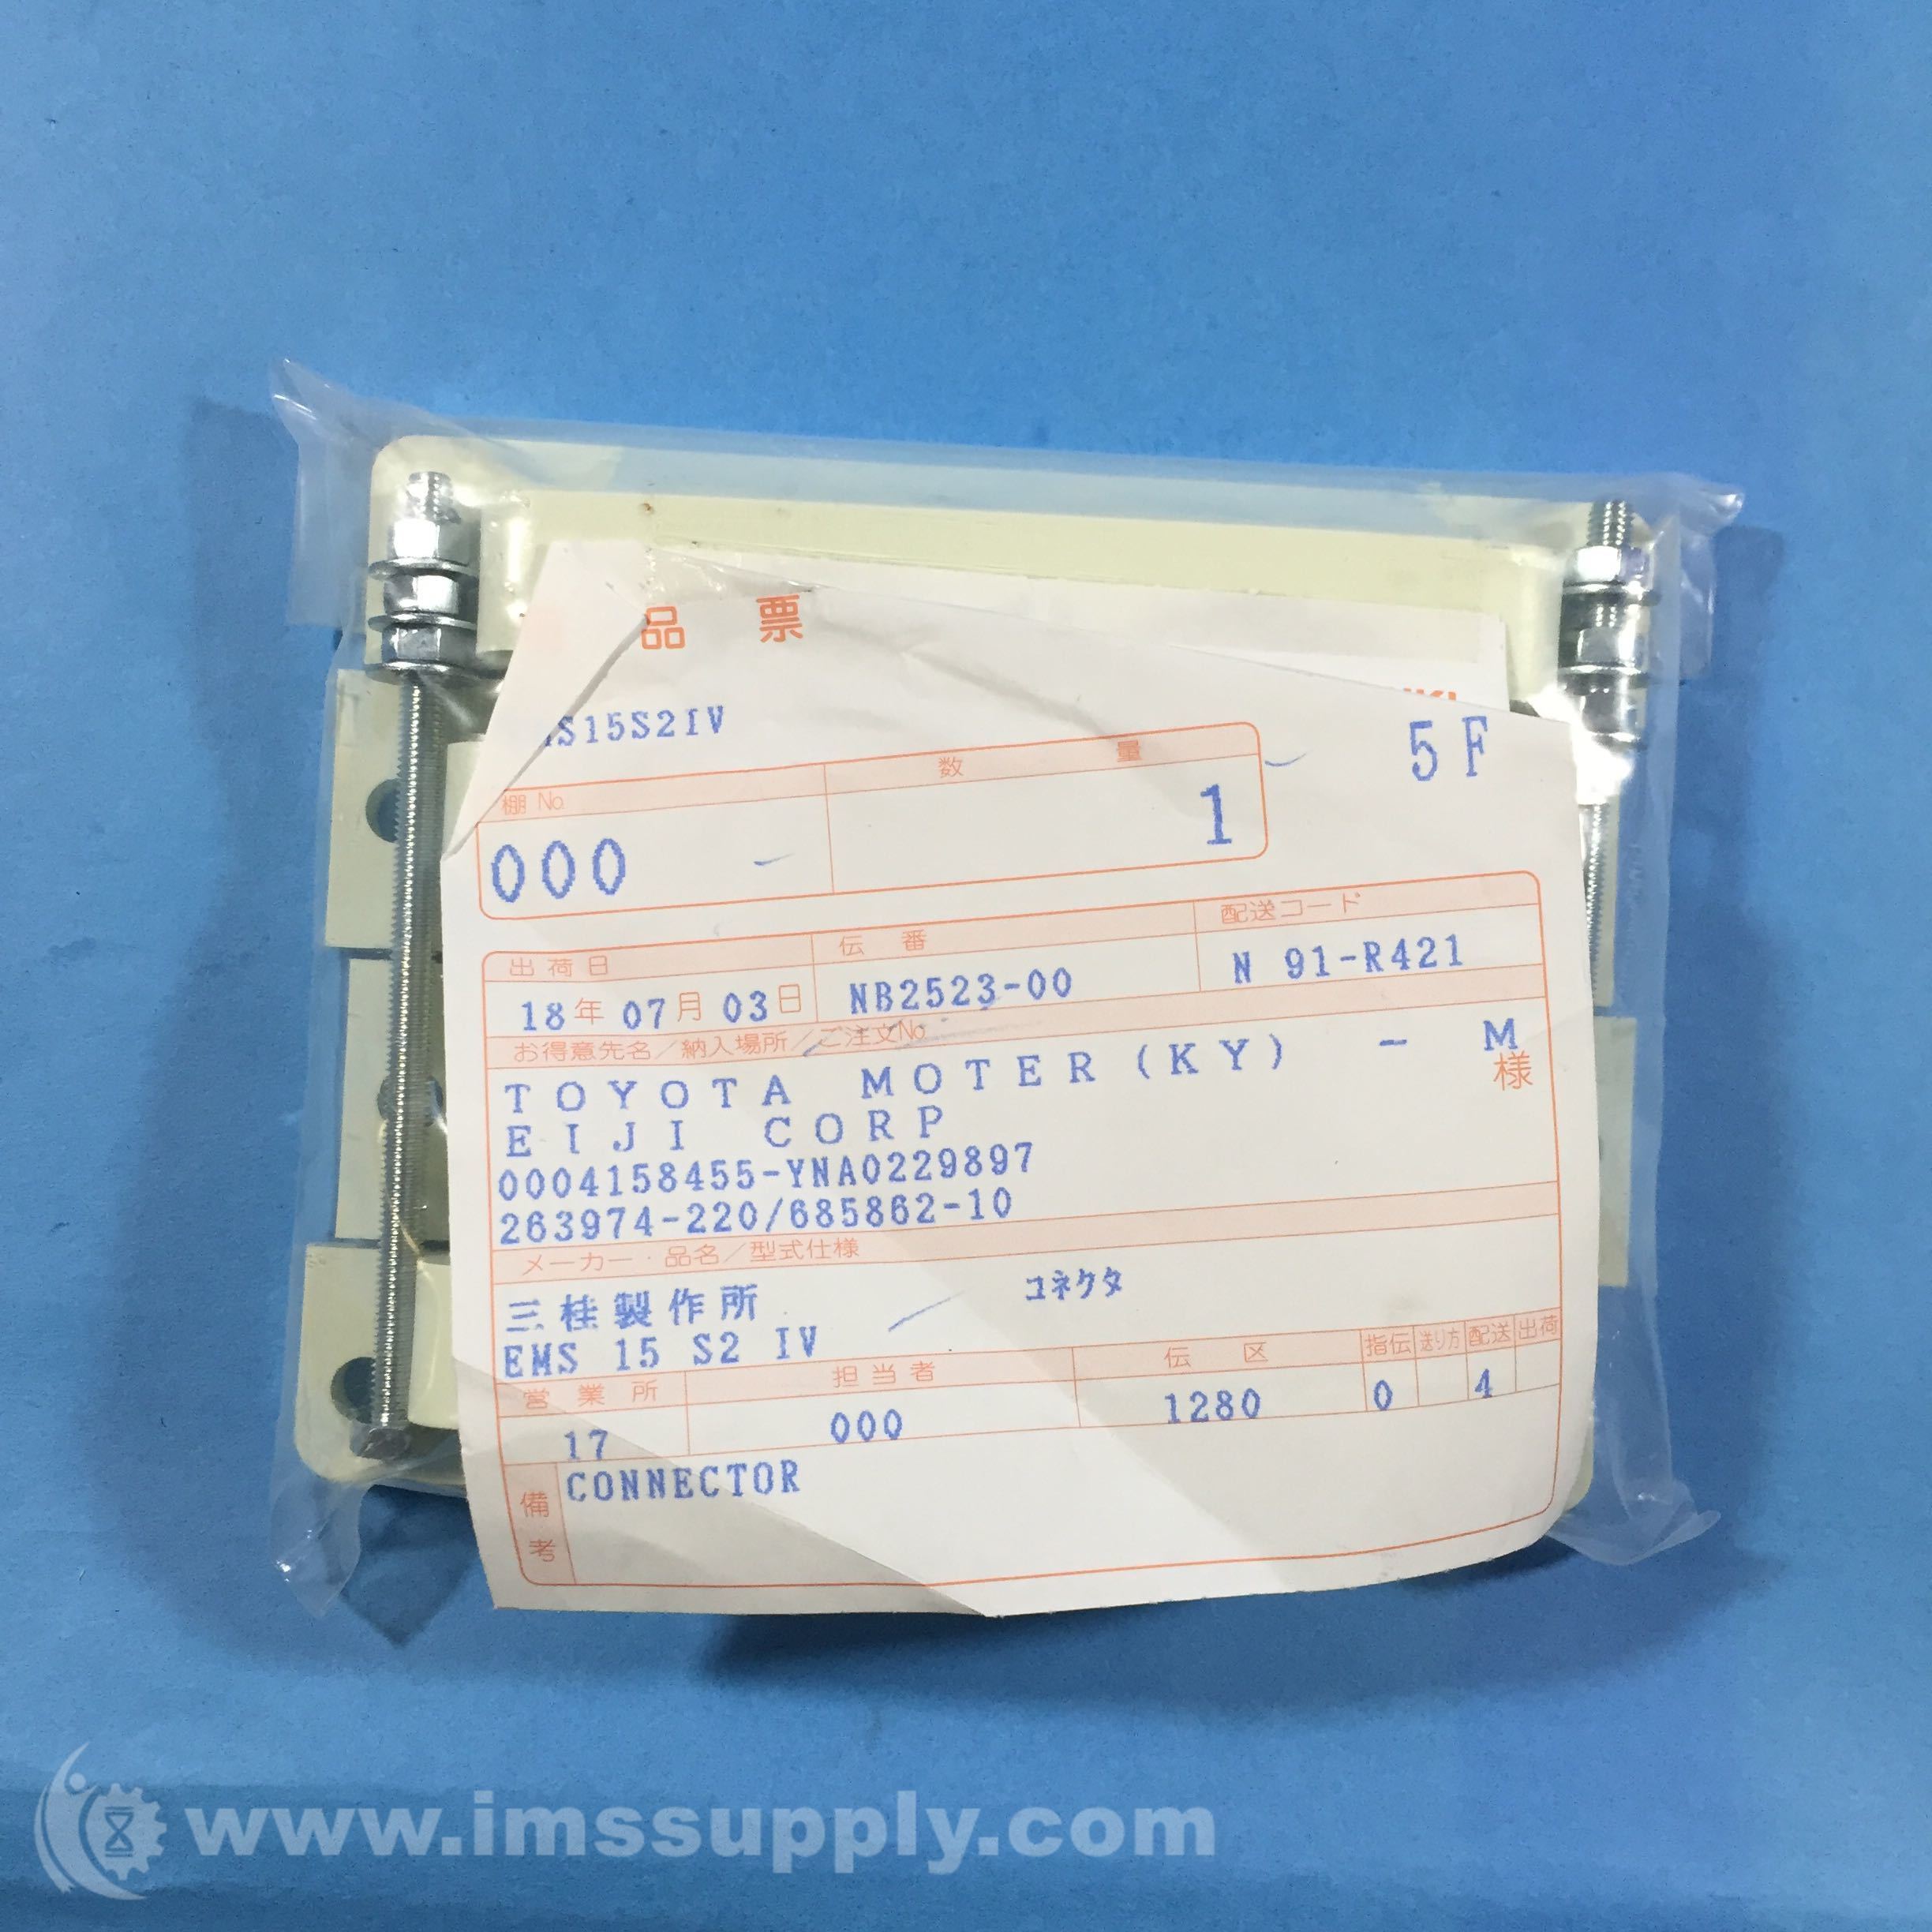 品 票
S15S2IV
5F
棚 No. 数 量
000 1
出荷日 伝 番 配送コード
18年 07月 03日 NB2523-00 N 91-R421
お得意先名/納入場所/ご注文No.
TOYOTA MOTER(KY) - M
様
EIJI CORP
0004158455-YNA0229897
263974-220/685862-10
メーカー・品名/型式仕様
三桂製作所 コネクタ
EMS 15 S2 IV
営業所 担当者 伝 区 指伝 送り方 配送 出荷
17 000 1280 0 4
備考 CONNECTOR
www.imssupply.com